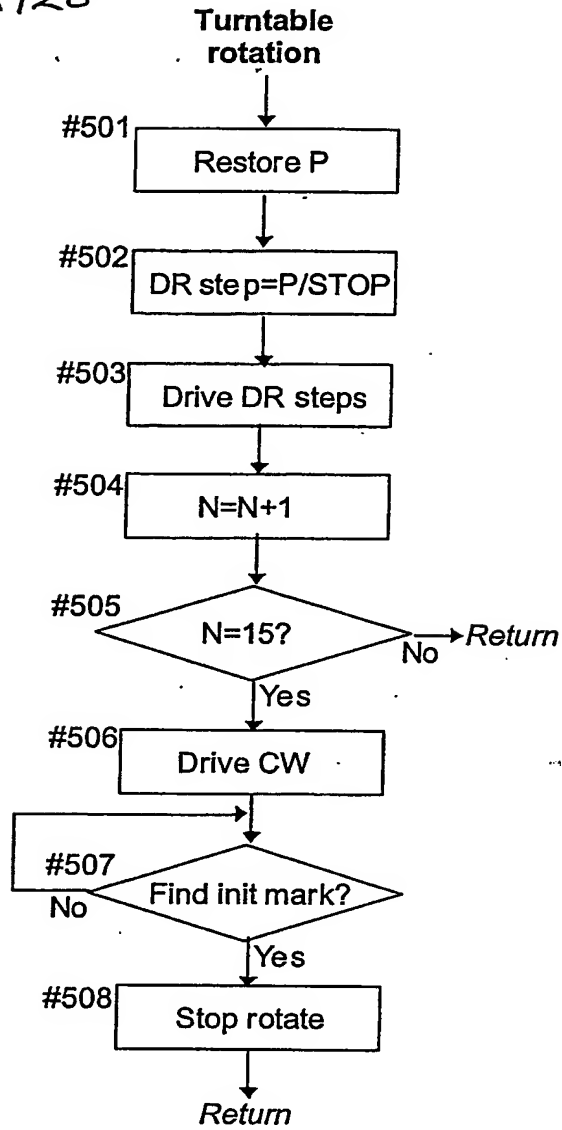 Turntable
rotation
#501
Restore P
#502
DR step=P/STOP
#503
Drive DR steps
#504
N=N+1
#505
N=15?
No
Return
Yes
#506
Drive CW
#507
Find init mark?
No
Yes
#508
Stop rotate
Return